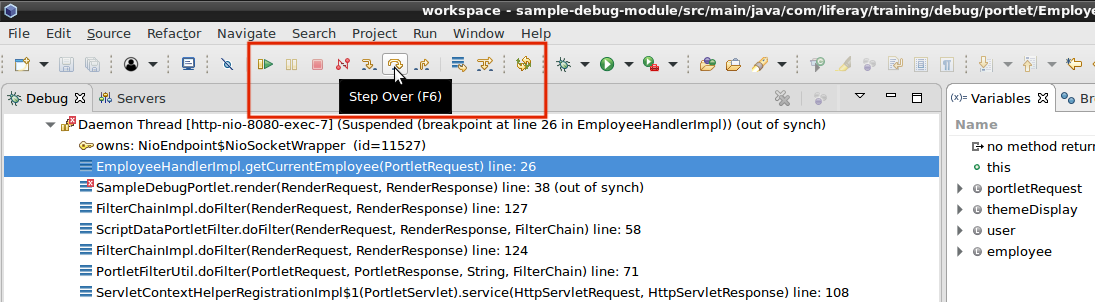 workspace - sample-debug-module/src/main/java/com/liferay/training/debug/portlet/Employe
File Edit Source Refactor Navigate Search Project Run Window Help
Step Over (F6)
Debug Servers
Daemon Thread [http-nio-8080-exec-7] (Suspended (breakpoint at line 26 in EmployeeHandlerImpl)) (out of synch)
owns: NioEndpoint$NioSocketWrapper (id=11527)
EmployeeHandlerImpl.getCurrentEmployee(PortletRequest) line: 26
SampleDebugPortlet.render(RenderRequest, RenderResponse) line: 38 (out of synch)
FilterChainImpl.doFilter(RenderRequest, RenderResponse) line: 127
ScriptDataPortletFilter.doFilter(RenderRequest, RenderResponse, FilterChain) line: 58
FilterChainImpl.doFilter(RenderRequest, RenderResponse) line: 124
PortletFilterUtil.doFilter(PortletRequest, PortletResponse, String, FilterChain) line: 71
ServletContextHelperRegistrationImpl$1(PortletServlet).service(HttpServletRequest, HttpServletResponse) line: 108
(x)= Variables Br
Name
no method return
this
portletRequest
themeDisplay
user
employee